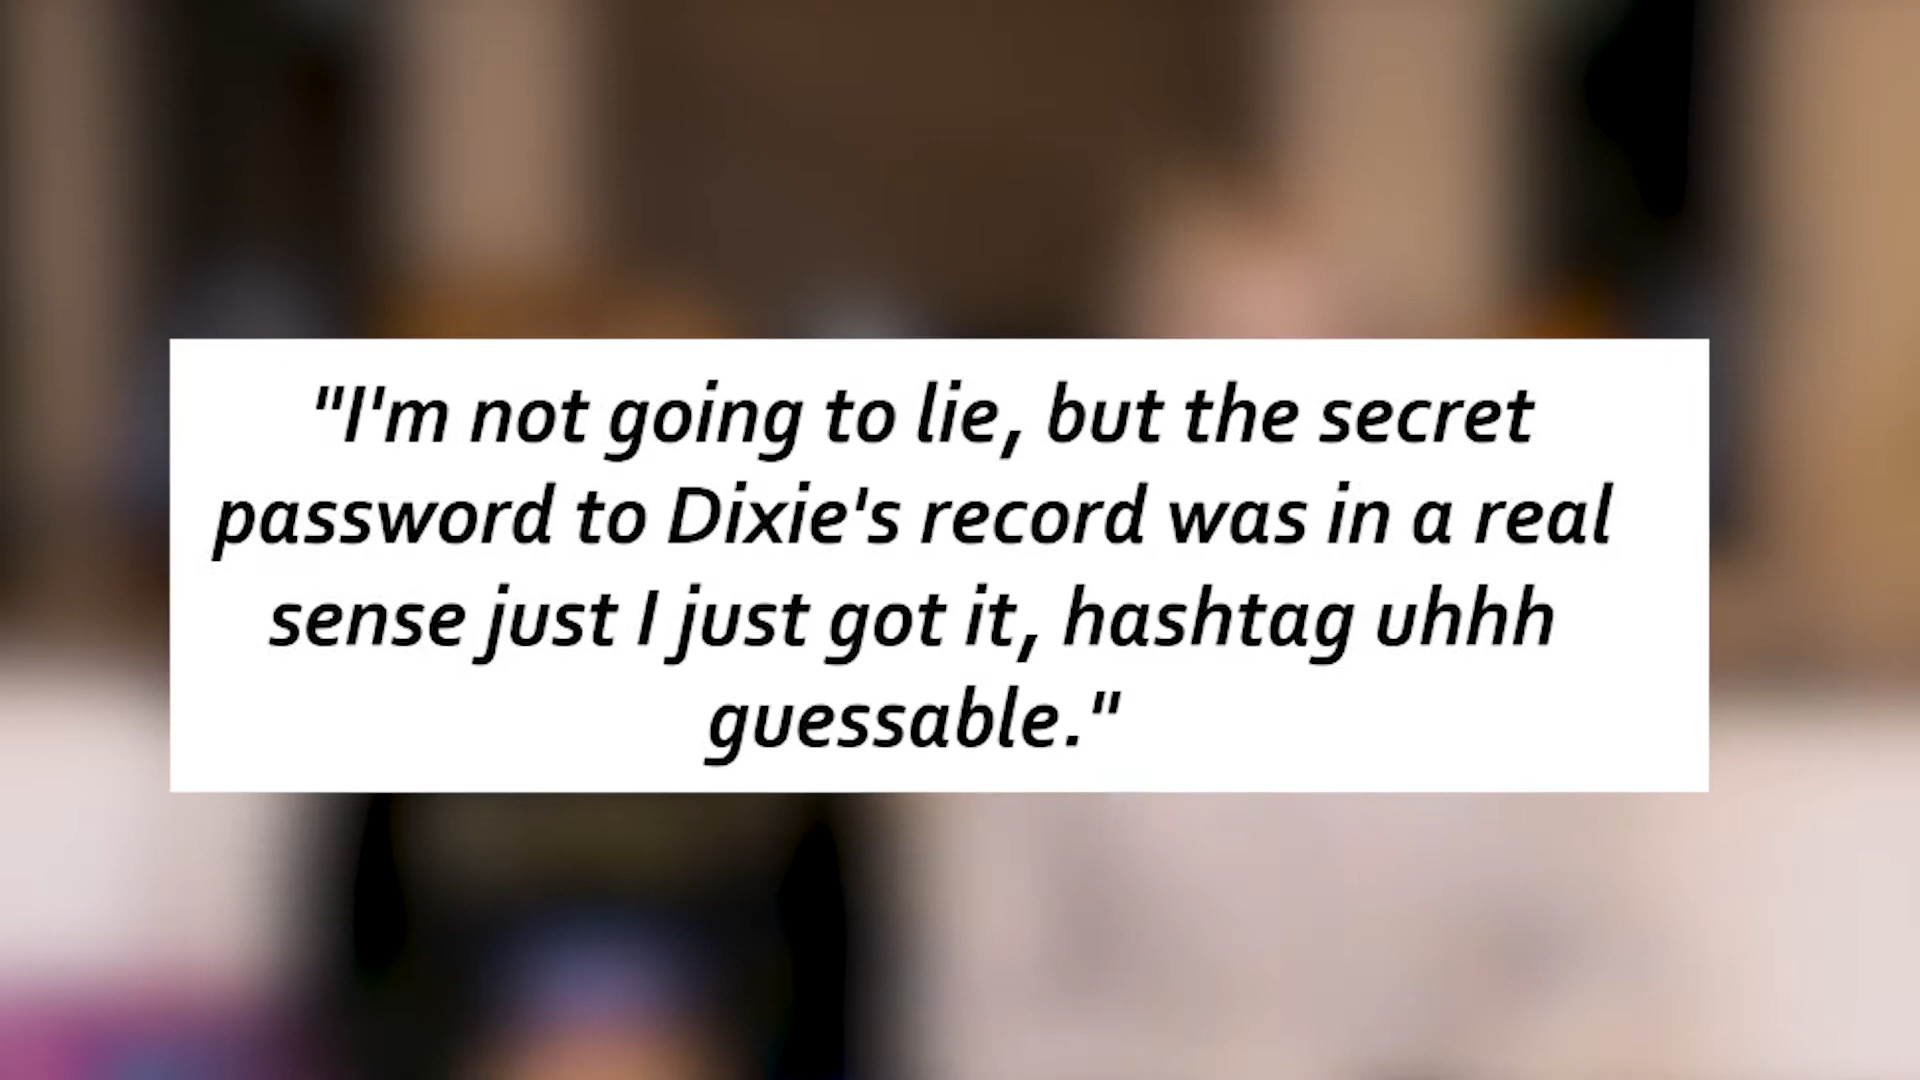 "I'm not going to lie, but the secret
password to Dixie's record was in a real
sense just I just got it, hashtag uhhh
guessable."